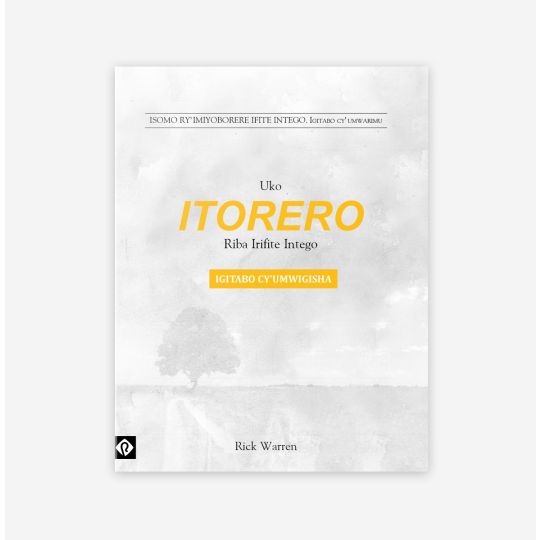 ISOMO RY'IMIYOBORERE IFITE INTEGO. IGITABO CY'UMWARIMU
Uko
ITORERO
Riba Irifite Intego
IGITABO CY'UMWIGISHA
Rick Warren